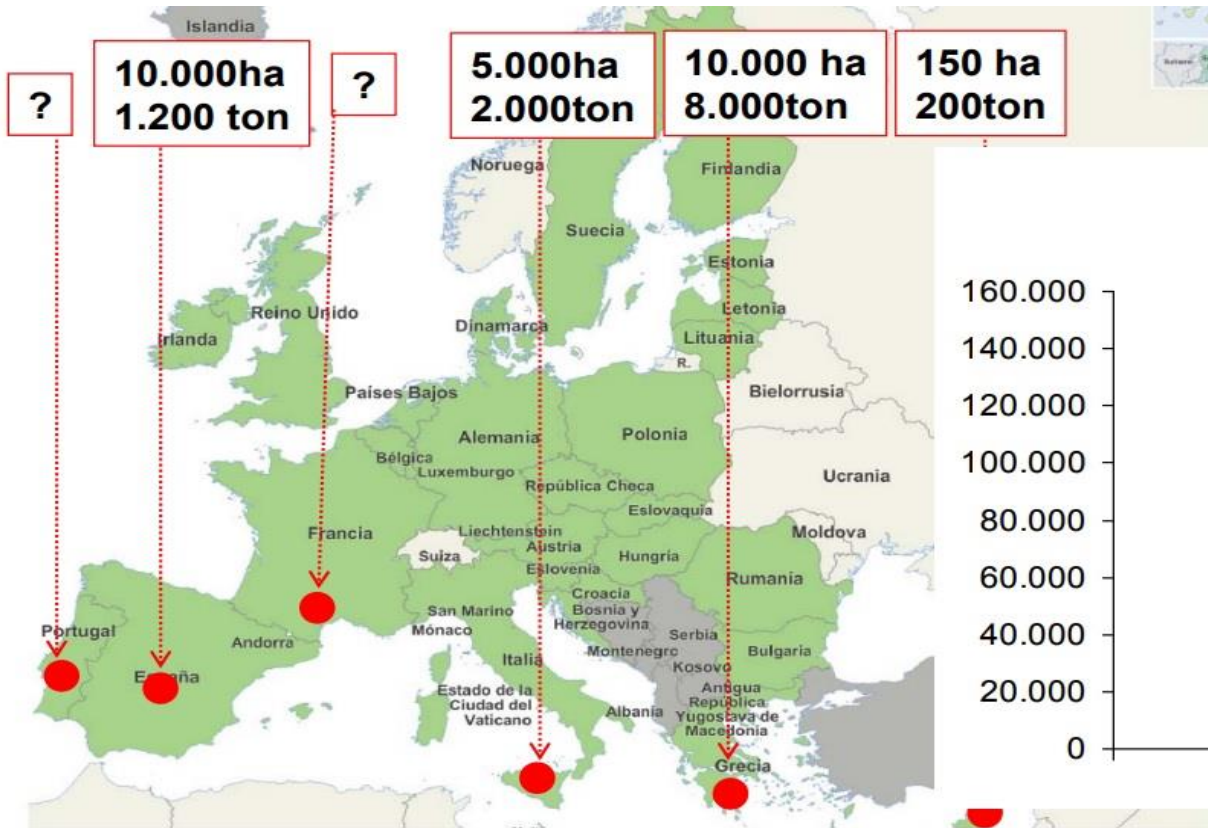 Islandia
?
10.000ha
1.200 ton
?
5.000ha
2.000ton
10.000 ha
8.000ton
150 ha
200ton
Noruega
Finlandia
Suecia
Estonia
Letonia
Lituania
R.
Reino Unido
Irlanda
Dinamarca
Bielorrusia
Países Bajos
Alemania
Polonia
Bélgica
Luxemburgo
República Checa
Ucrania
Eslovaquia
Francia
Liechtenstein
Moldova
Suiza
Austria
Hungría
Eslovenia
Rumanía
Croacia
San Marino
Bosnia y
Herzegovina
Portugal
Andorra
Mónaco
Serbia
Montenegrc
Bulgaria
Italia
Kosovo
España
Estado de la
Ciudad del
Vaticano
Antigua
República
Yugoslava de
Macedonia
Albania
Grecia
160.000
140.000
120.000
100.000
80.000
60.000
40.000
20.000
0